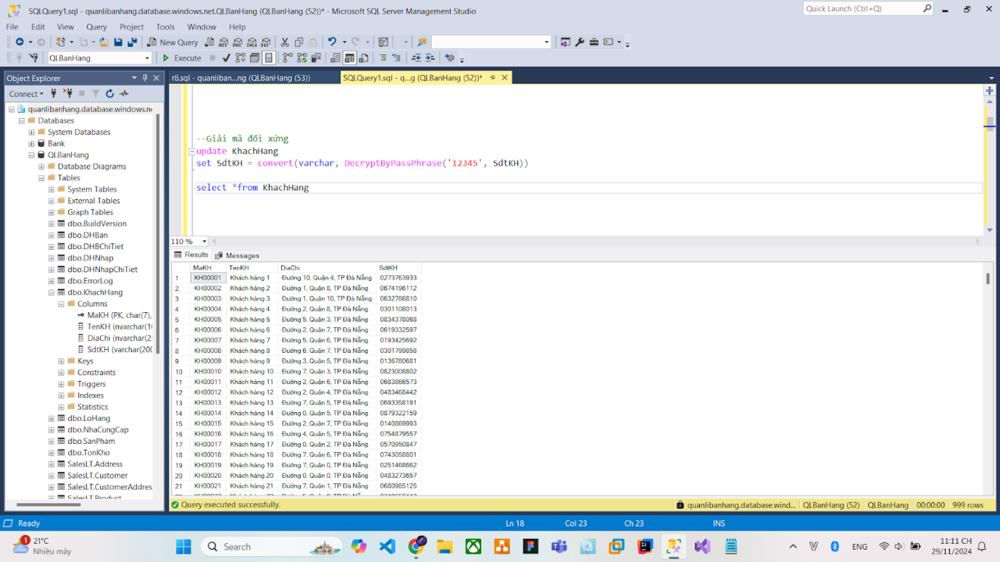 SQLQuery1.sql - quanlibanhang.database.windows.net.QLBanHang (QLBanHang (52))* - Microsoft SQL Server Management Studio
Quick Launch (Ctrl+Q)
File Edit View Query Project Tools Window Help
New Query
QLBanHang Execute
Object Explorer
r8.sql - quanliban...ng (QLBanHang (53))
SQLQuery1.sql - q...g (QLBanHang (52))*
Connect
quanlibanhang.database.windows.ne
Databases
System Databases
Bank
QLBanHang
Database Diagrams
Tables
System Tables
External Tables
Graph Tables
dbo.BuildVersion
dbo.DHBan
dbo.DHBChiTiet
dbo.DHNhap
dbo.DHNhapChiTiet
dbo.ErrorLog
dbo.KhachHang
Columns
MaKH (PK, char(7),
TenKH (nvarchar(10
DiaChi (nvarchar(2
SdtKH (varchar(200
Keys
Constraints
Triggers
Indexes
Statistics
dbo.LoHang
dbo.NhaCungCap
dbo.SanPham
dbo.TonKho
SalesLT.Address
SalesLT.Customer
SalesLT.CustomerAddres
SalesLT.Product
--Giải mã đối xứng
update KhachHang
set SdtKH = convert(varchar, DecryptByPassPhrase('12345', SdtKH))
select *from KhachHang
110 %
Results Messages
MaKH TenKH DiaChi SdtKH
1 KH00001 Khách hàng 1 Đường 10, Quận 4, TP Đà Nẵng 0273763933
2 KH00002 Khách hàng 2 Đường 1, Quận 8, TP Đà Nẵng 0674196112
3 KH00003 Khách hàng 3 Đường 1, Quận 10, TP Đà Nẵng 0632786810
4 KH00004 Khách hàng 4 Đường 2, Quận 8, TP Đà Nẵng 0301108013
5 KH00005 Khách hàng 5 Đường 5, Quận 3, TP Đà Nẵng 0834378068
6 KH00006 Khách hàng 6 Đường 2, Quận 7, TP Đà Nẵng 0619332597
7 KH00007 Khách hàng 7 Đường 5, Quận 6, TP Đà Nẵng 0193425692
8 KH00008 Khách hàng 8 Đường 6, Quận 7, TP Đà Nẵng 0301799858
9 KH00009 Khách hàng 9 Đường 3, Quận 5, TP Đà Nẵng 0136780681
10 KH00010 Khách hàng 10 Đường 7, Quận 3, TP Đà Nẵng 0823008802
11 KH00011 Khách hàng 11 Đường 2, Quận 6, TP Đà Nẵng 0683866573
12 KH00012 Khách hàng 12 Đường 2, Quận 4, TP Đà Nẵng 0483468442
13 KH00013 Khách hàng 13 Đường 7, Quận 5, TP Đà Nẵng 0693358191
14 KH00014 Khách hàng 14 Đường 0, Quận 5, TP Đà Nẵng 0879322159
15 KH00015 Khách hàng 15 Đường 2, Quận 7, TP Đà Nẵng 0140869993
16 KH00016 Khách hàng 16 Đường 4, Quận 5, TP Đà Nẵng 0754879557
17 KH00017 Khách hàng 17 Đường 0, Quận 2, TP Đà Nẵng 0570950847
18 KH00018 Khách hàng 18 Đường 7, Quận 6, TP Đà Nẵng 0743058801
19 KH00019 Khách hàng 19 Đường 7, Quận 0, TP Đà Nẵng 0251468662
20 KH00020 Khách hàng 20 Đường 0, Quận 0, TP Đà Nẵng 0483273657
21 KH00021 Khách hàng 21 Đường 7, Quận 1, TP Đà Nẵng 0680985125
Query executed successfully.
quanlibanhang.database.wind... QLBanHang (52) QLBanHang 00:00:00 999 rows
Ready Ln 18 Col 23 Ch 23 INS
1
21°C
Nhiều mây
Search
ENG
11:11 CH
29/11/2024